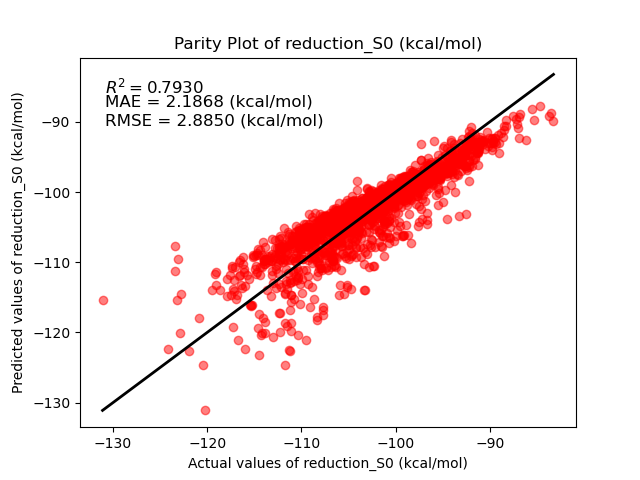 Parity Plot of reduction_S0 (kcal/mol)
R² = 0.7930
MAE = 2.1868 (kcal/mol)
RMSE = 2.8850 (kcal/mol)
Predicted values of reduction_S0 (kcal/mol)
−90
−100
−110
−120
−130
−130 −120 −110 −100 −90
Actual values of reduction_S0 (kcal/mol)